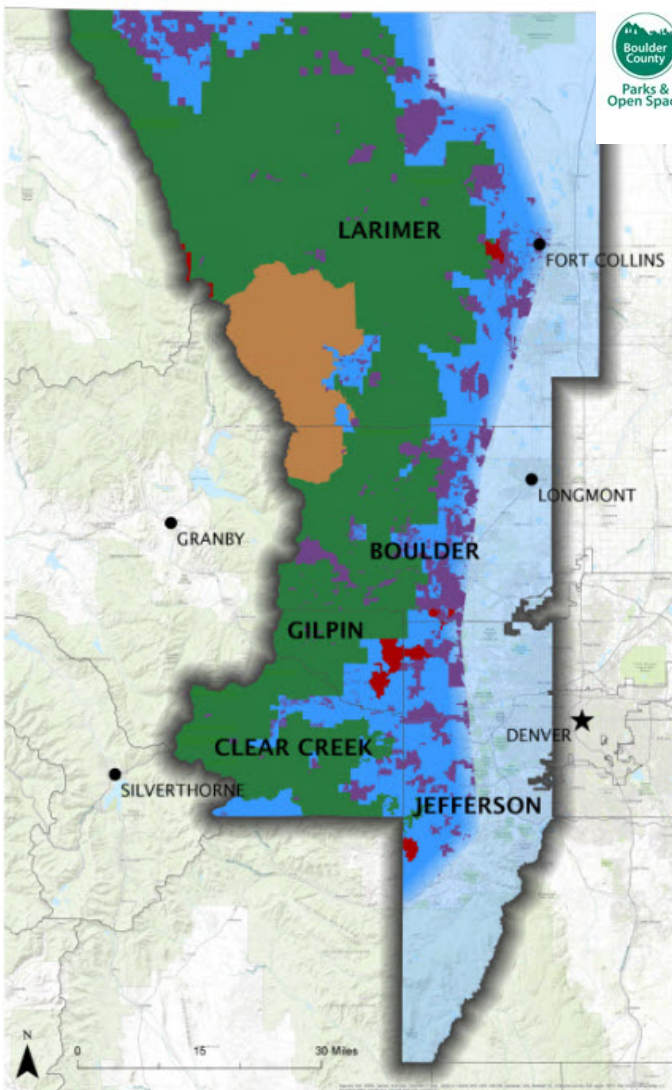 Boulder
County
Parks &
Open Spac
LARIMER
FORT COLLINS
LONGMONT
GRANBY
BOULDER
GILPIN
DENVER
CLEAR CREEK
SILVERTHORNE
JEFFERSON
N
0 15 30 Miles